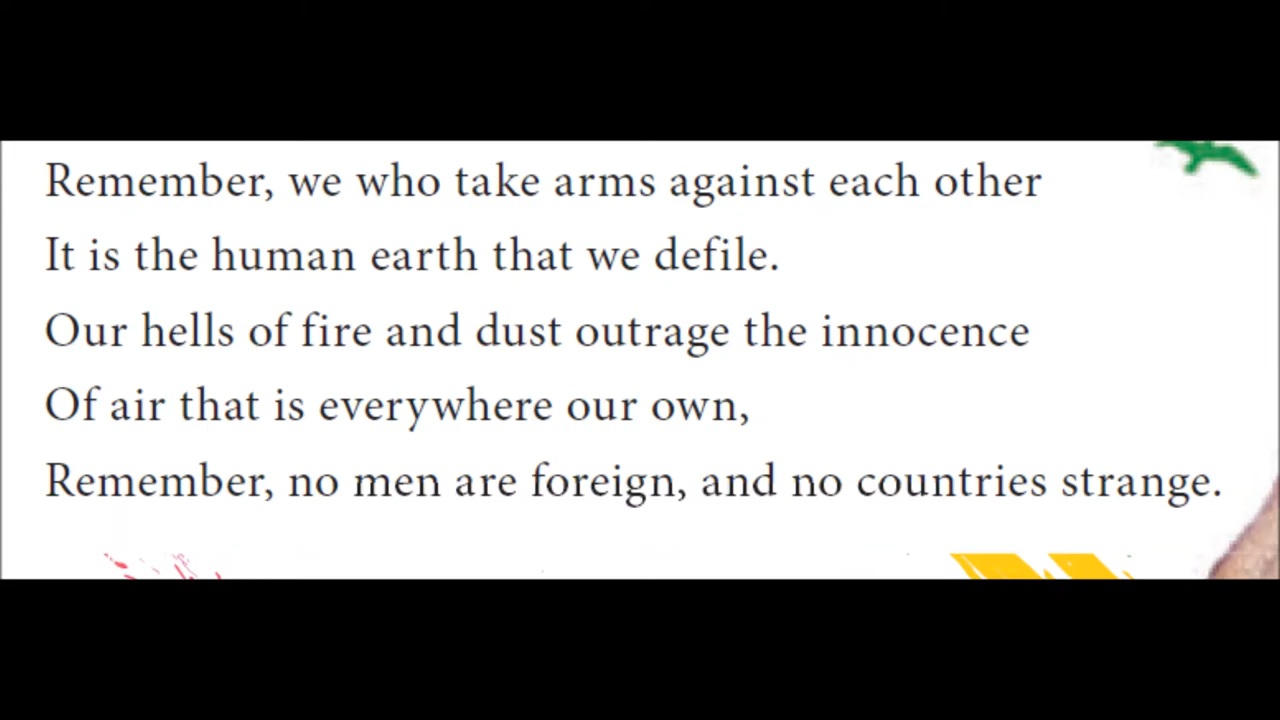 Remember, we who take arms against each other
It is the human earth that we defile.
Our hells of fire and dust outrage the innocence
Of air that is everywhere our own,
Remember, no men are foreign, and no countries strange.